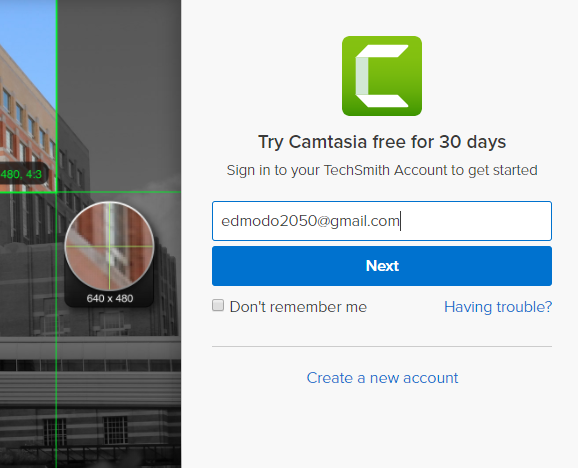 480, 4:3
640 x 480
Try Camtasia free for 30 days
Sign in to your TechSmith Account to get started
edmodo2050@gmail.com
Next
Don't remember me
Having trouble?
Create a new account